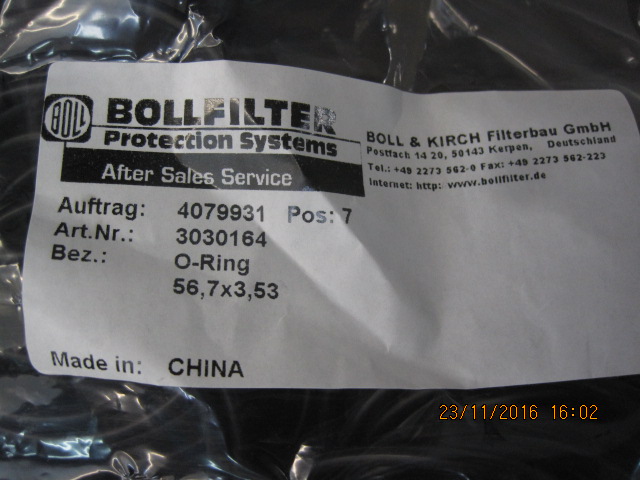 BOLL
BOLLFILTER
Protection Systems
After Sales Service
BOLL & KIRCH Filterbau GmbH
Postfach 14 20, 50143 Kerpen, Deutschland
Tel.: +49 2273 562-0 Fax: +49 2273 562-223
Internet: http: www.bollfilter.de
Auftrag: 4079931 Pos: 7
Art.Nr.: 3030164
Bez.: O-Ring
56,7x3,53
Made in: CHINA
23/11/2016 16:02